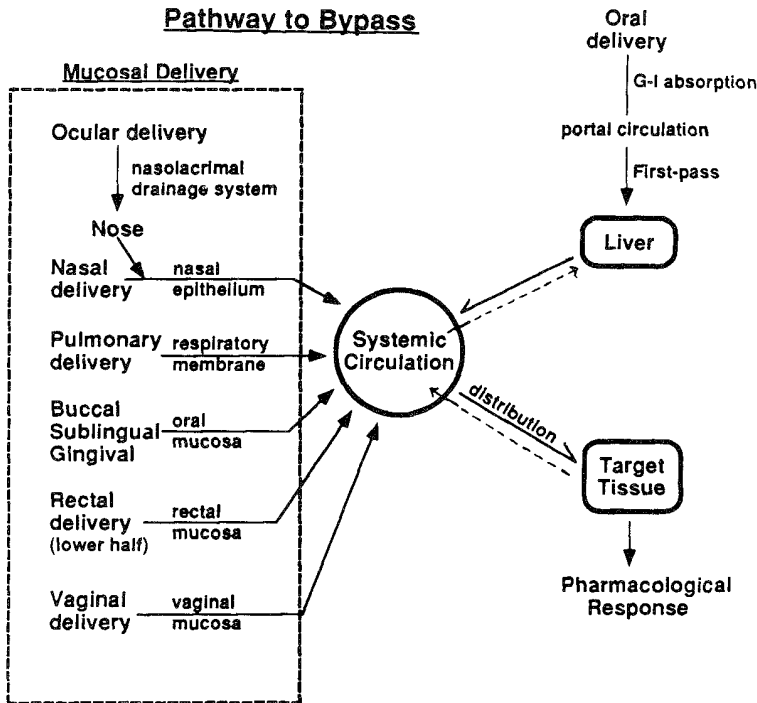 Pathway to Bypass
Mucosal Delivery
Ocular delivery
nasolacrimal
drainage system
Nose
Nasal
delivery
nasal
epithelium
Pulmonary
delivery
respiratory
membrane
Buccal
Sublingual
Gingival
oral
mucosa
Rectal
delivery
(lower half)
rectal
mucosa
Vaginal
delivery
vaginal
mucosa
Systemic
Circulation
Oral
delivery
G-I absorption
portal circulation
First-pass
Liver
distribution
Target
Tissue
Pharmacological
Response